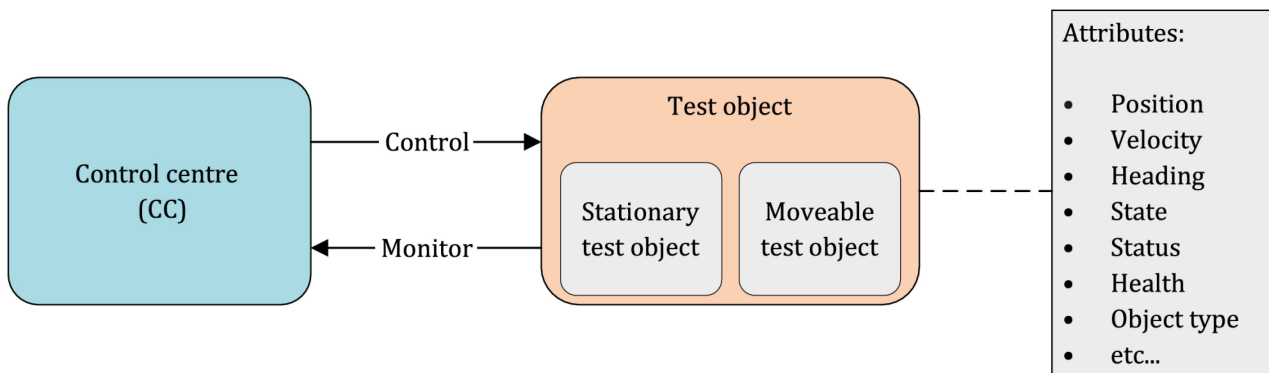 Control centre
(CC)
Control
Monitor
Test object
Stationary
test object
Moveable
test object
Attributes:
• Position
• Velocity
• Heading
• State
• Status
• Health
• Object type
• etc...